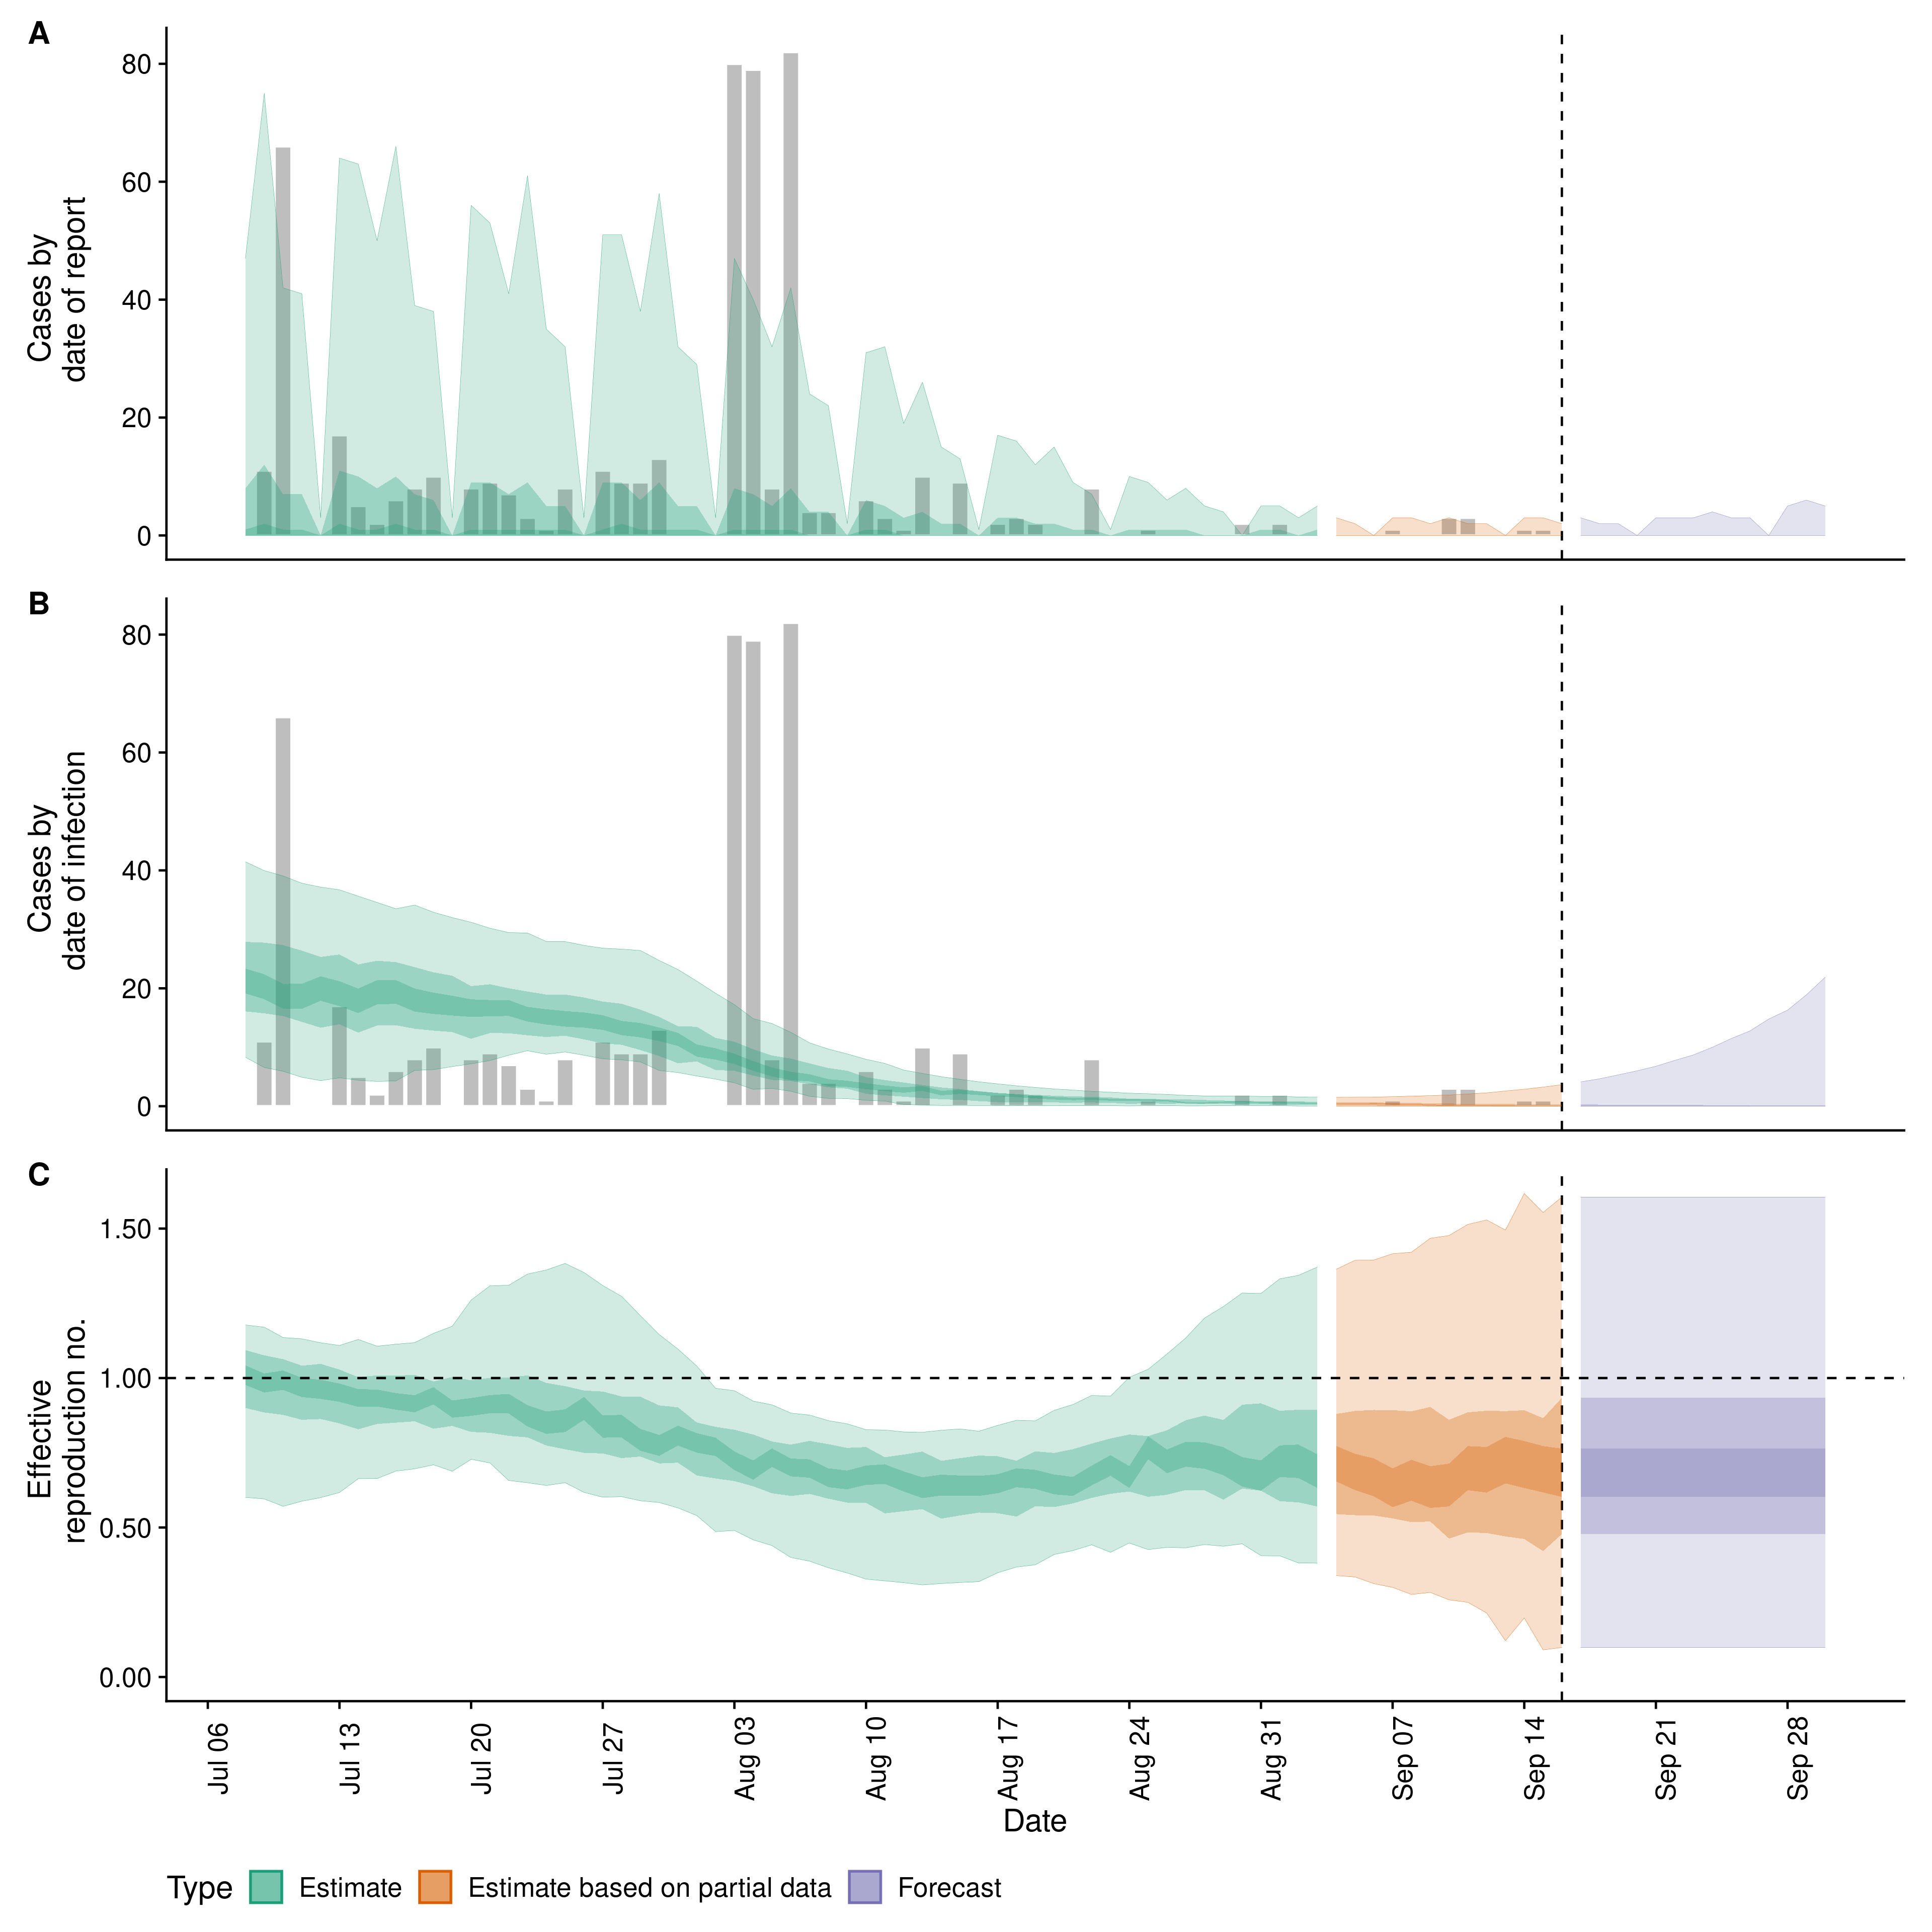 A
80
60
40
20
0
Cases by
date of report
B
80
60
40
20
0
Cases by
date of infection
C
1.50
1.00
0.50
0.00
Effective
reproduction no.
Jul 06
Jul 13
Jul 20
Jul 27
Aug 03
Aug 10
Aug 17
Aug 24
Aug 31
Sep 07
Sep 14
Sep 21
Sep 28
Date
Type Estimate Estimate based on partial data Forecast